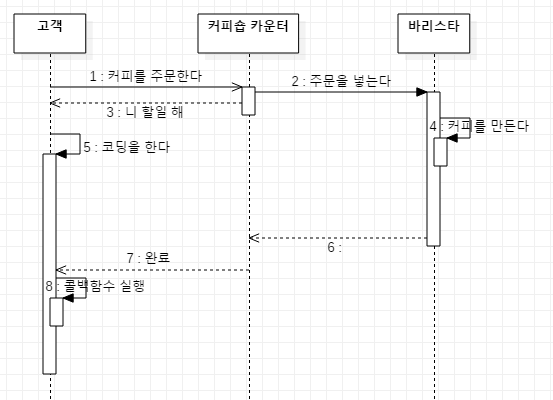 고객
커피숍 카운터
바리스타
1 : 커피를 주문한다
2 : 주문을 넣는다
3 : 니 할일 해
4 : 커피를 만든다
5 : 코딩을 한다
6 :
7 : 완료
8 : 콜백함수 실행